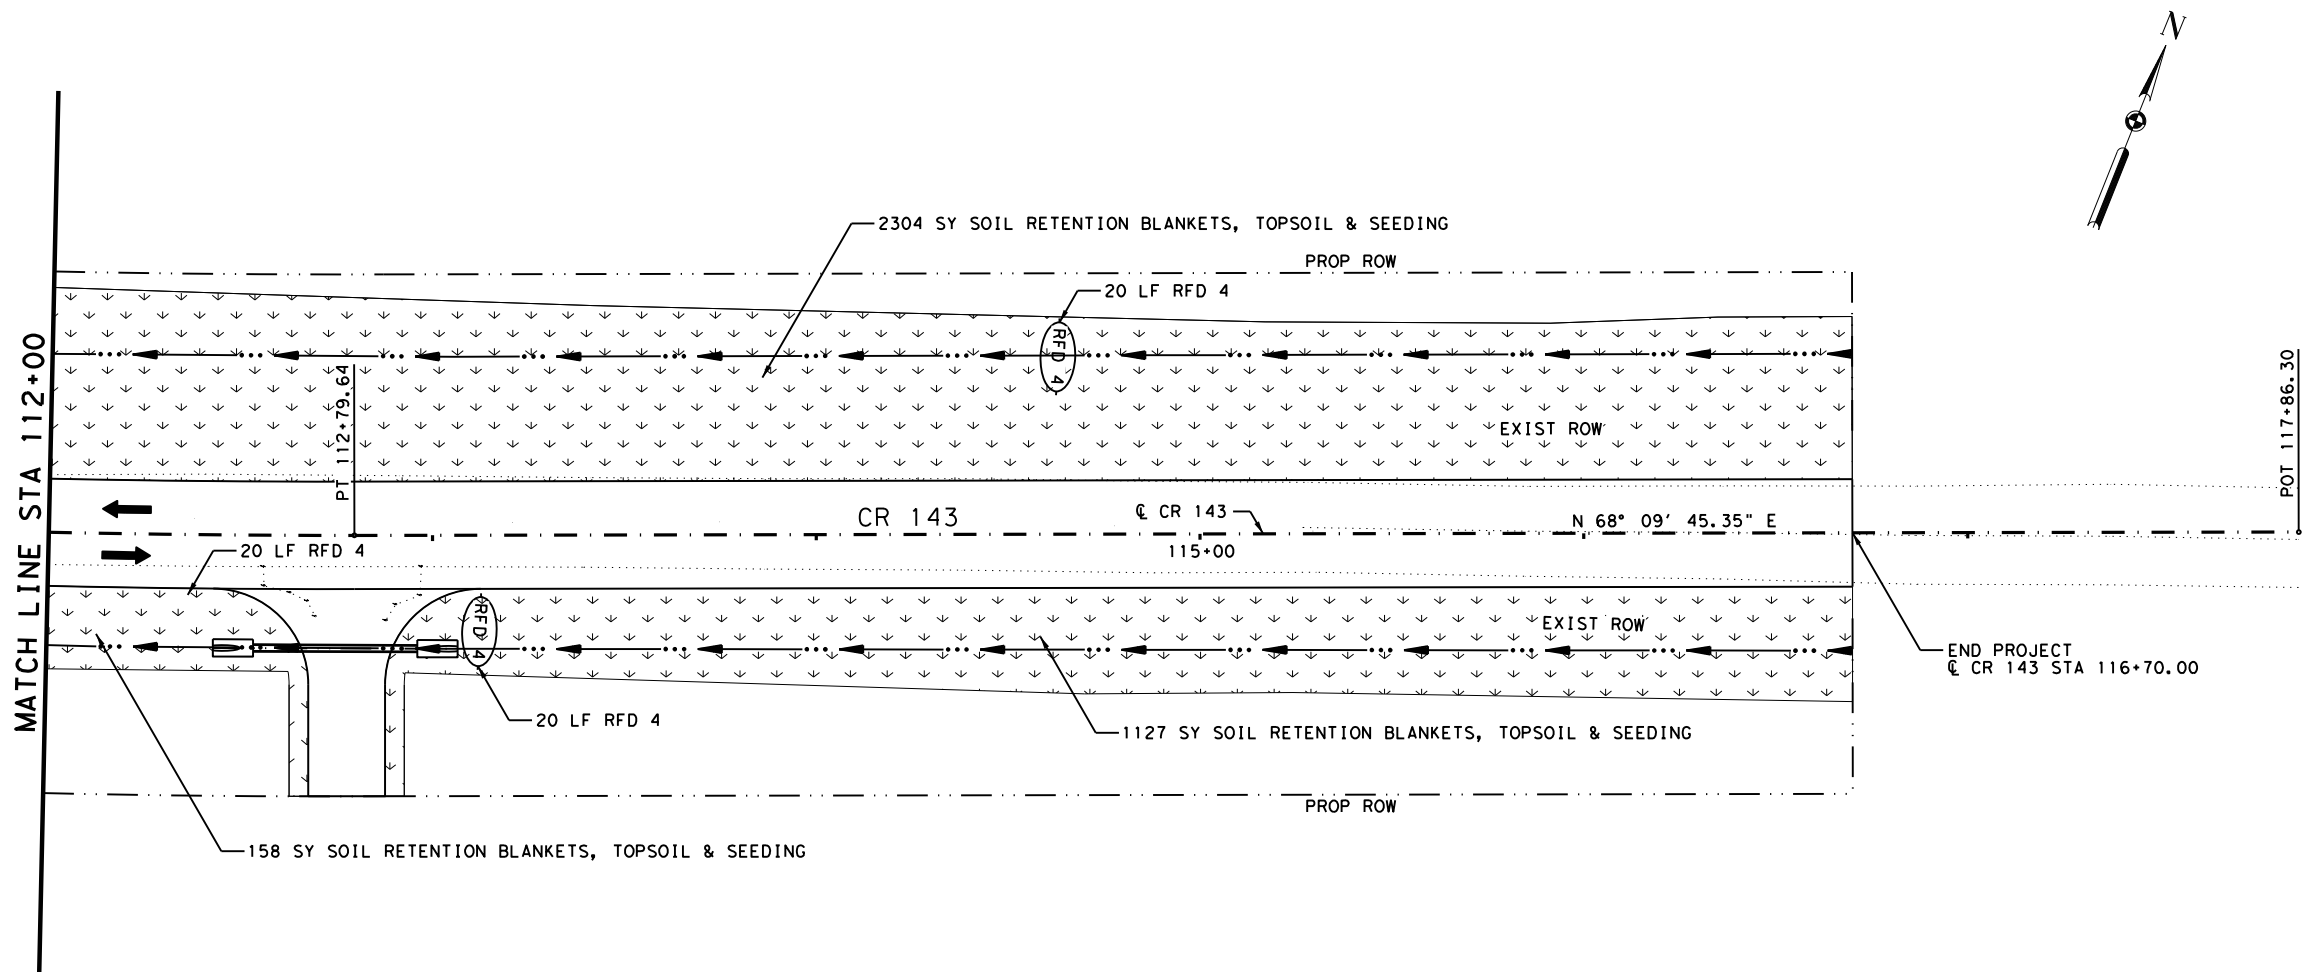 N
2304 SY SOIL RETENTION BLANKETS, TOPSOIL & SEEDING
PROP ROW
20 LF RFD 4
RFD 4
MATCH LINE STA 112+00
PT 112+79.64
EXIST ROW
POT 117+86.30
CR 143
℄ CR 143
N 68° 09' 45.35" E
115+00
20 LF RFD 4
RFD 4
EXIST ROW
END PROJECT
℄ CR 143 STA 116+70.00
20 LF RFD 4
1127 SY SOIL RETENTION BLANKETS, TOPSOIL & SEEDING
PROP ROW
158 SY SOIL RETENTION BLANKETS, TOPSOIL & SEEDING